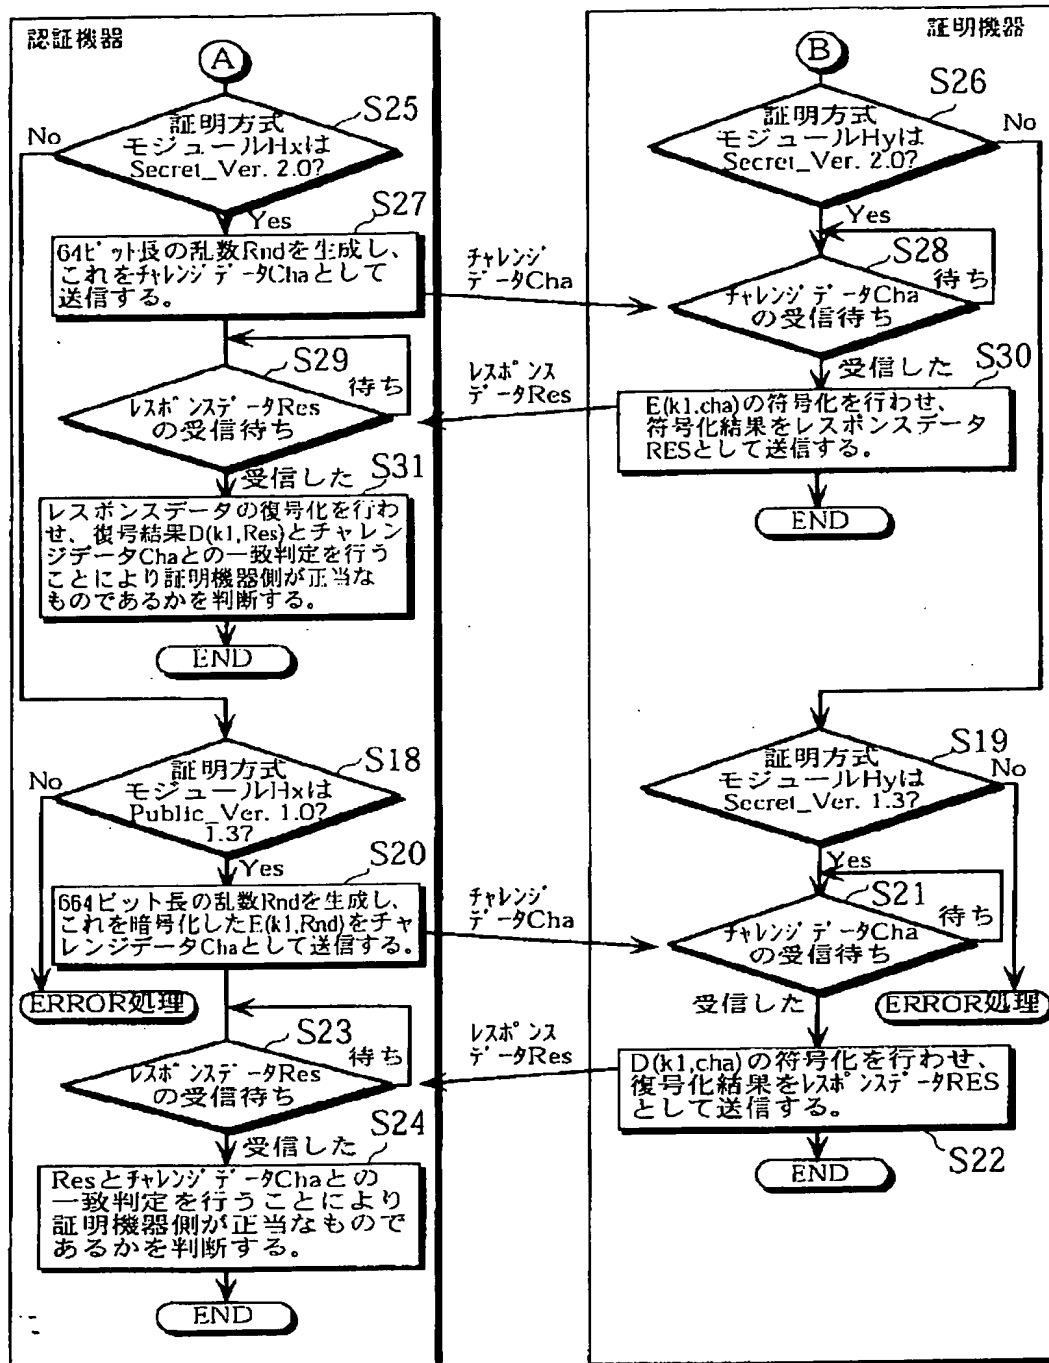 認証機器
A
S25
No
証明方式
モジュールHxは
Secret_Ver. 2.0?
Yes
S27
64ビット長の乱数Rndを生成し、
これをチャレンジデータChaとして
送信する。
チャレンジ
データCha
S29
待ち
レスポンスデータRes
の受信待ち
レスポンス
データRes
受信した
S31
レスポンスデータの復号化を行わ
せ、復号結果D(k1,Res)とチャレン
ジデータChaとの一致判定を行う
ことにより証明機器側が正当な
ものであるかを判断する。
END
S18
No
証明方式
モジュールHxは
Public_Ver. 1.0?
1.3?
Yes
S20
664ビット長の乱数Rndを生成し、
これを暗号化したE(k1,Rnd)をチャ
レンジデータChaとして送信する。
チャレンジ
データCha
ERROR処理
S23
待ち
レスポンスデータRes
の受信待ち
レスポンス
データRes
受信した
S24
ResとチャレンジデータChaとの
一致判定を行うことにより
証明機器側が正当なもので
あるかを判断する。
END
証明機器
B
S26
No
証明方式
モジュールHyは
Secret_Ver. 2.0?
Yes
S28
待ち
チャレンジデータCha
の受信待ち
受信した
S30
E(k1.cha)の符号化を行わせ、
符号化結果をレスポンスデータ
RESとして送信する。
END
S19
No
証明方式
モジュールHyは
Secret_Ver. 1.3?
Yes
S21
待ち
チャレンジデータCha
の受信待ち
受信した
ERROR処理
D(k1,cha)の符号化を行わせ、
復号化結果をレスポンスデータRES
として送信する。
S22
END